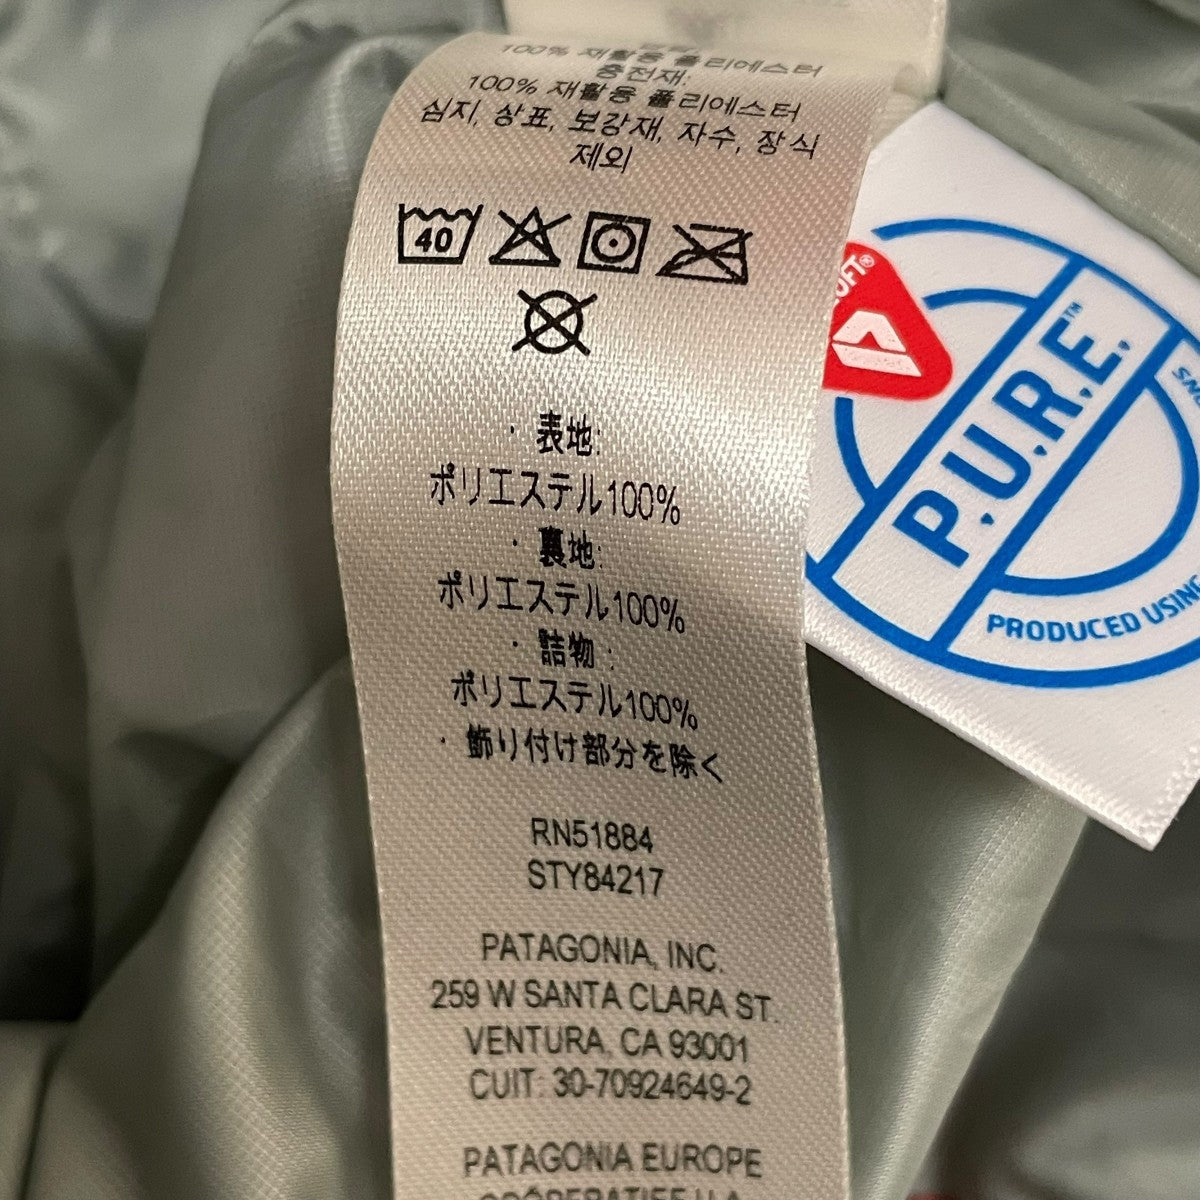 100% 재활용 폴리에스터
충전재:
100% 재활용 폴리에스터
심지, 상표, 보강재, 자수, 장식
제외
40
· 表地:
ポリエステル100%
· 裏地:
ポリエステル100%
· 詰物:
ポリエステル100%
· 飾り付け部分を除く
RN51884
STY84217
PATAGONIA, INC.
259 W SANTA CLARA ST.
VENTURA, CA 93001
CUIT: 30-70924649-2
PATAGONIA EUROPE
P.U.R.E.™
PRODUCED USING